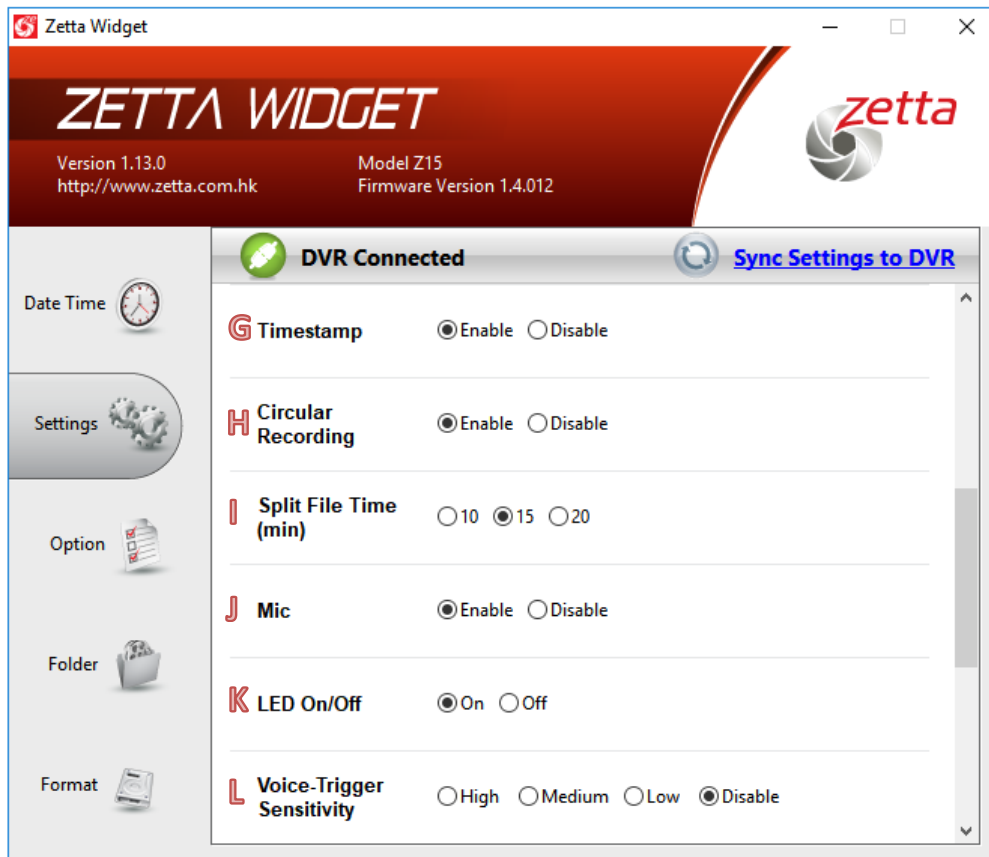 Zetta Widget
ZETTA WIDGET
zetta
Version 1.13.0
Model Z15
http://www.zetta.com.hk
Firmware Version 1.4.012
DVR Connected
Sync Settings to DVR
Date Time
Settings
Option
Folder
Format
G Timestamp
Enable Disable
H Circular
Recording
Enable Disable
I Split File Time
(min)
10 15 20
J Mic
Enable Disable
K LED On/Off
On Off
L Voice-Trigger
Sensitivity
High Medium Low Disable